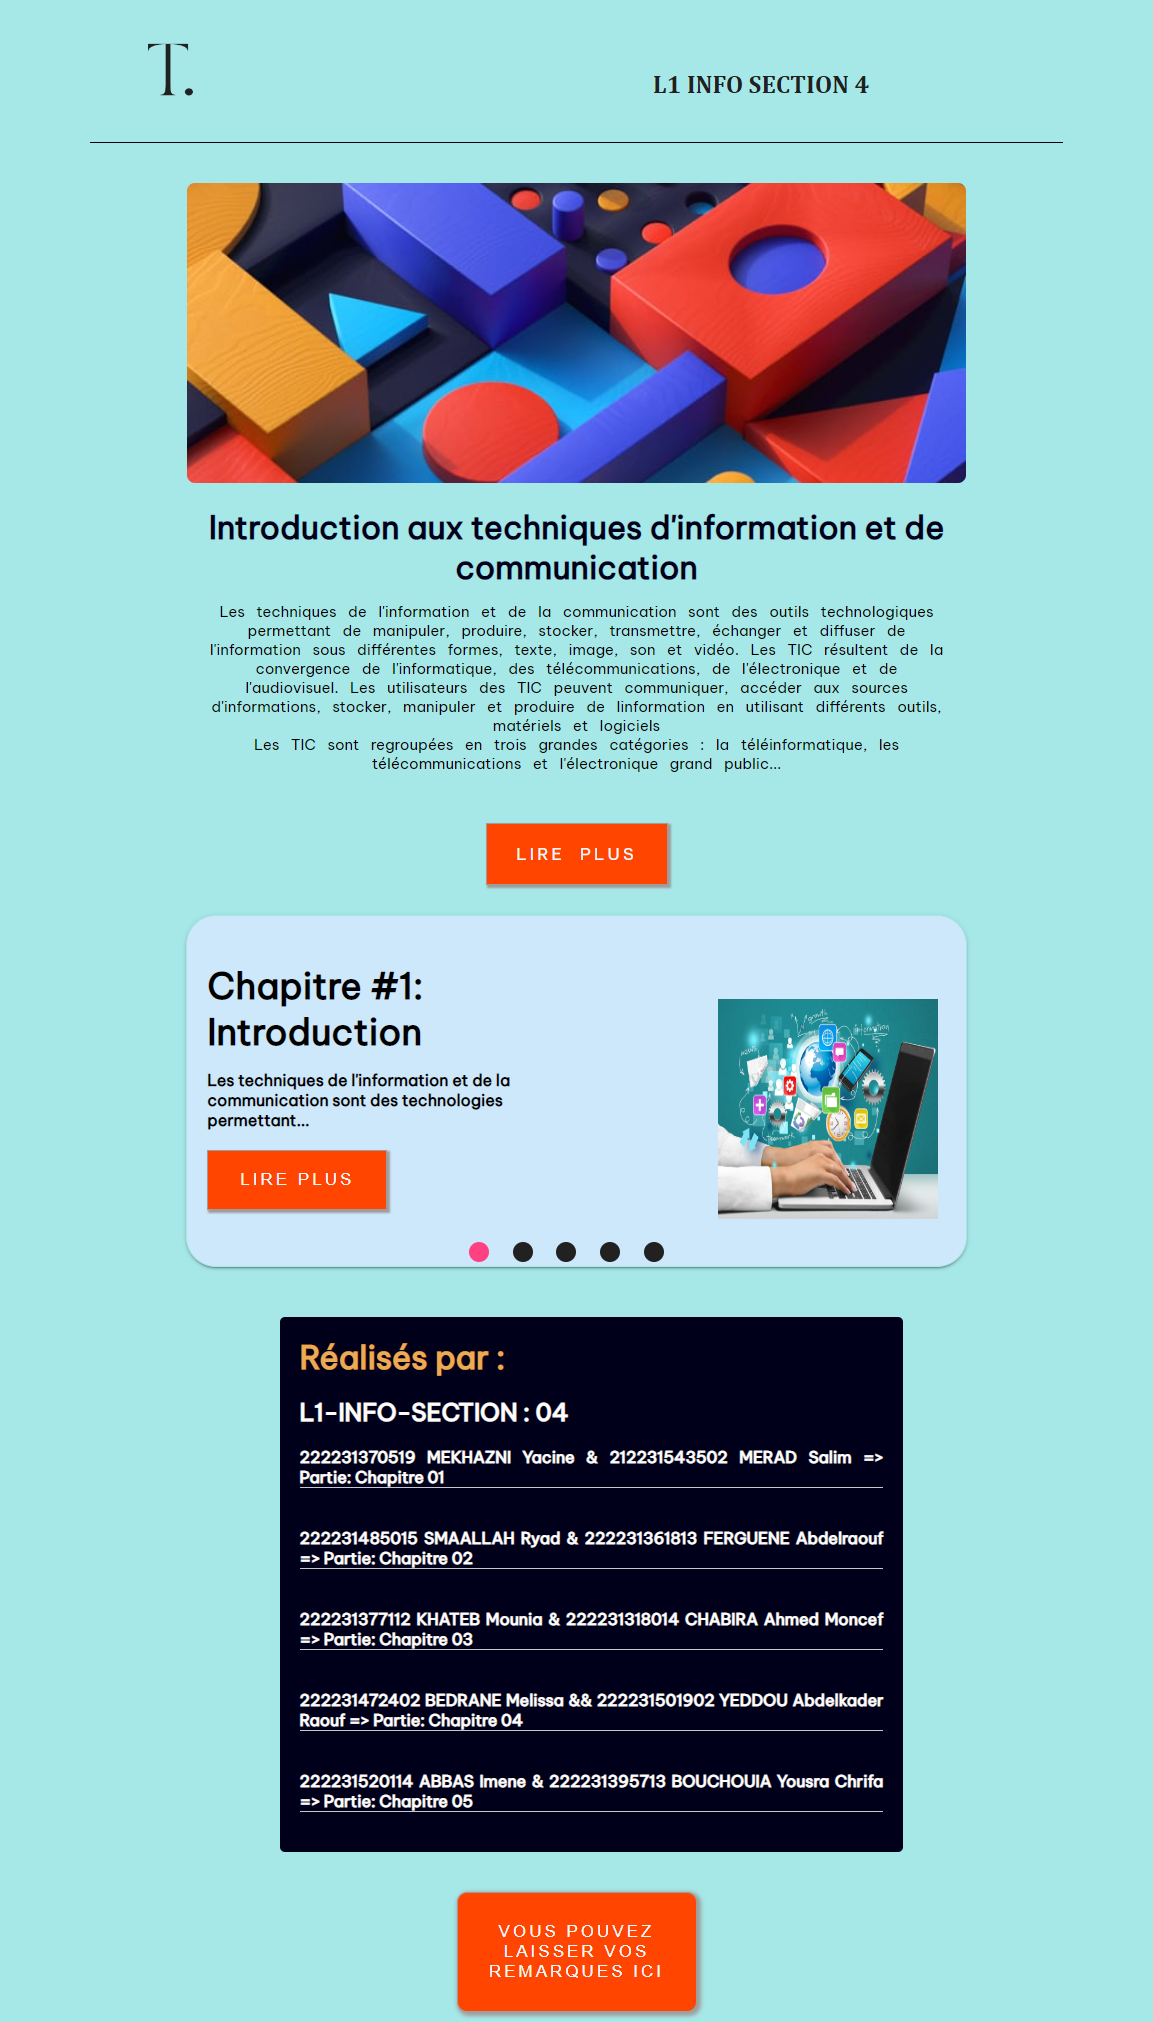 T.
L1 INFO SECTION 4
Introduction aux techniques d'information et de
communication
Les techniques de l'information et de la communication sont des outils technologiques
permettant de manipuler, produire, stocker, transmettre, échanger et diffuser de
l'information sous différentes formes, texte, image, son et vidéo. Les TIC résultent de la
convergence de l'informatique, des télécommunications, de l'électronique et de
l'audiovisuel. Les utilisateurs des TIC peuvent communiquer, accéder aux sources
d'informations, stocker, manipuler et produire de linformation en utilisant différents outils,
matériels et logiciels
Les TIC sont regroupées en trois grandes catégories : la téléinformatique, les
télécommunications et l'électronique grand public...
LIRE PLUS
Chapitre #1:
Introduction
Les techniques de l'information et de la
communication sont des technologies
permettant...
LIRE PLUS
growth
information
Teamwork
Réalisés par :
L1-INFO-SECTION : 04
222231370519 MEKHAZNI Yacine & 212231543502 MERAD Salim =>
Partie: Chapitre 01
222231485015 SMAALLAH Ryad & 222231361813 FERGUENE Abdelraouf
=> Partie: Chapitre 02
222231377112 KHATEB Mounia & 222231318014 CHABIRA Ahmed Moncef
=> Partie: Chapitre 03
222231472402 BEDRANE Melissa && 222231501902 YEDDOU Abdelkader
Raouf => Partie: Chapitre 04
222231520114 ABBAS Imene & 222231395713 BOUCHOUIA Yousra Chrifa
=> Partie: Chapitre 05
VOUS POUVEZ
LAISSER VOS
REMARQUES ICI